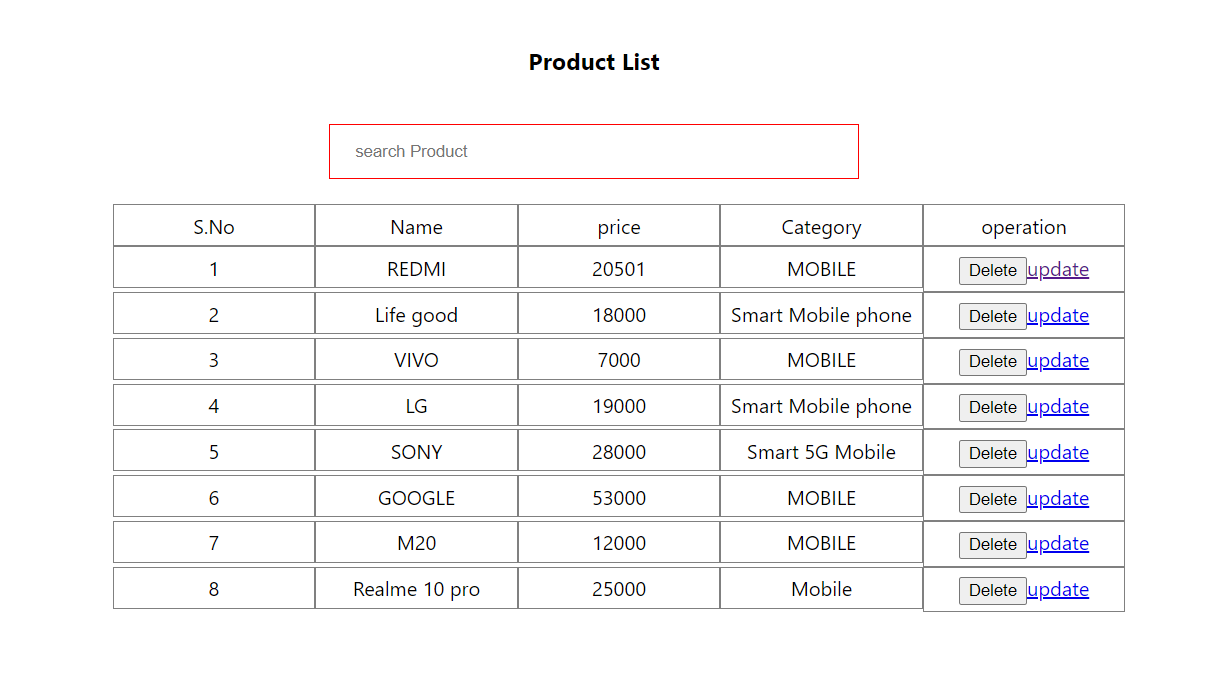 Product List
search Product
S.No Name price Category operation
1 REDMI 20501 MOBILE Delete update
2 Life good 18000 Smart Mobile phone Delete update
3 VIVO 7000 MOBILE Delete update
4 LG 19000 Smart Mobile phone Delete update
5 SONY 28000 Smart 5G Mobile Delete update
6 GOOGLE 53000 MOBILE Delete update
7 M20 12000 MOBILE Delete update
8 Realme 10 pro 25000 Mobile Delete update